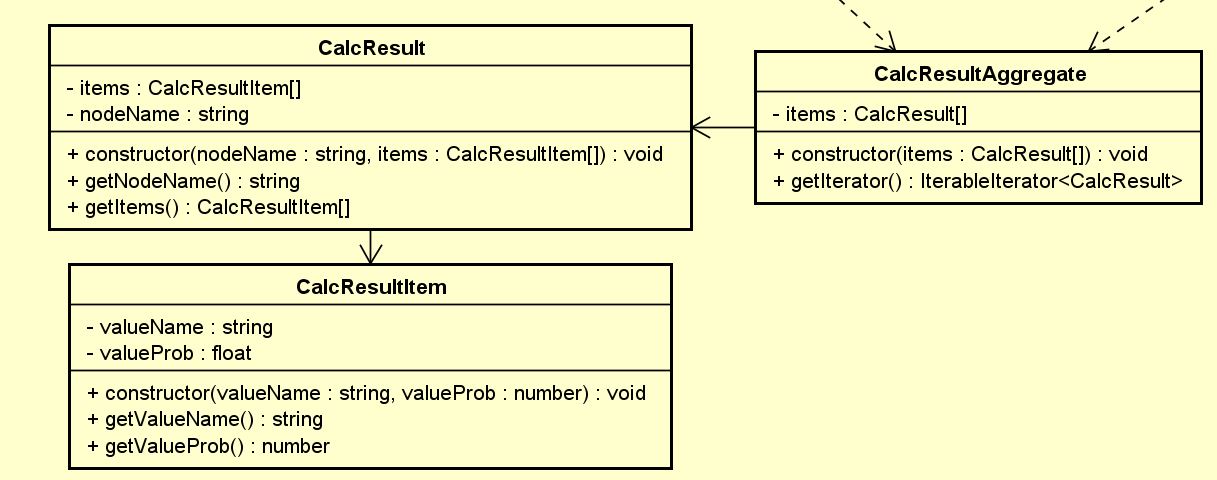 CalcResult
- items : CalcResultItem[]
- nodeName : string
+ constructor(nodeName : string, items : CalcResultItem[]) : void
+ getNodeName() : string
+ getItems() : CalcResultItem[]
CalcResultAggregate
- items : CalcResult[]
+ constructor(items : CalcResult[]) : void
+ getIterator() : IterableIterator<CalcResult>
CalcResultItem
- valueName : string
- valueProb : float
+ constructor(valueName : string, valueProb : number) : void
+ getValueName() : string
+ getValueProb() : number